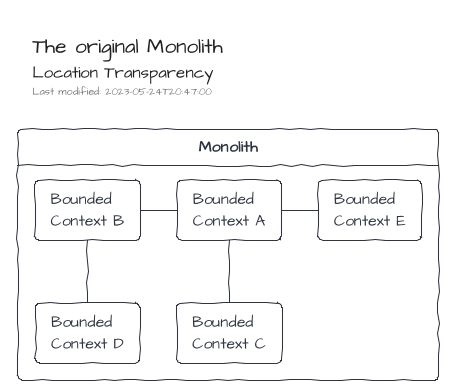 The original Monolith
Location Transparency
Last modified: 2023-05-24T20:47:00
Monolith
Bounded
Context B
Bounded
Context A
Bounded
Context E
Bounded
Context D
Bounded
Context C